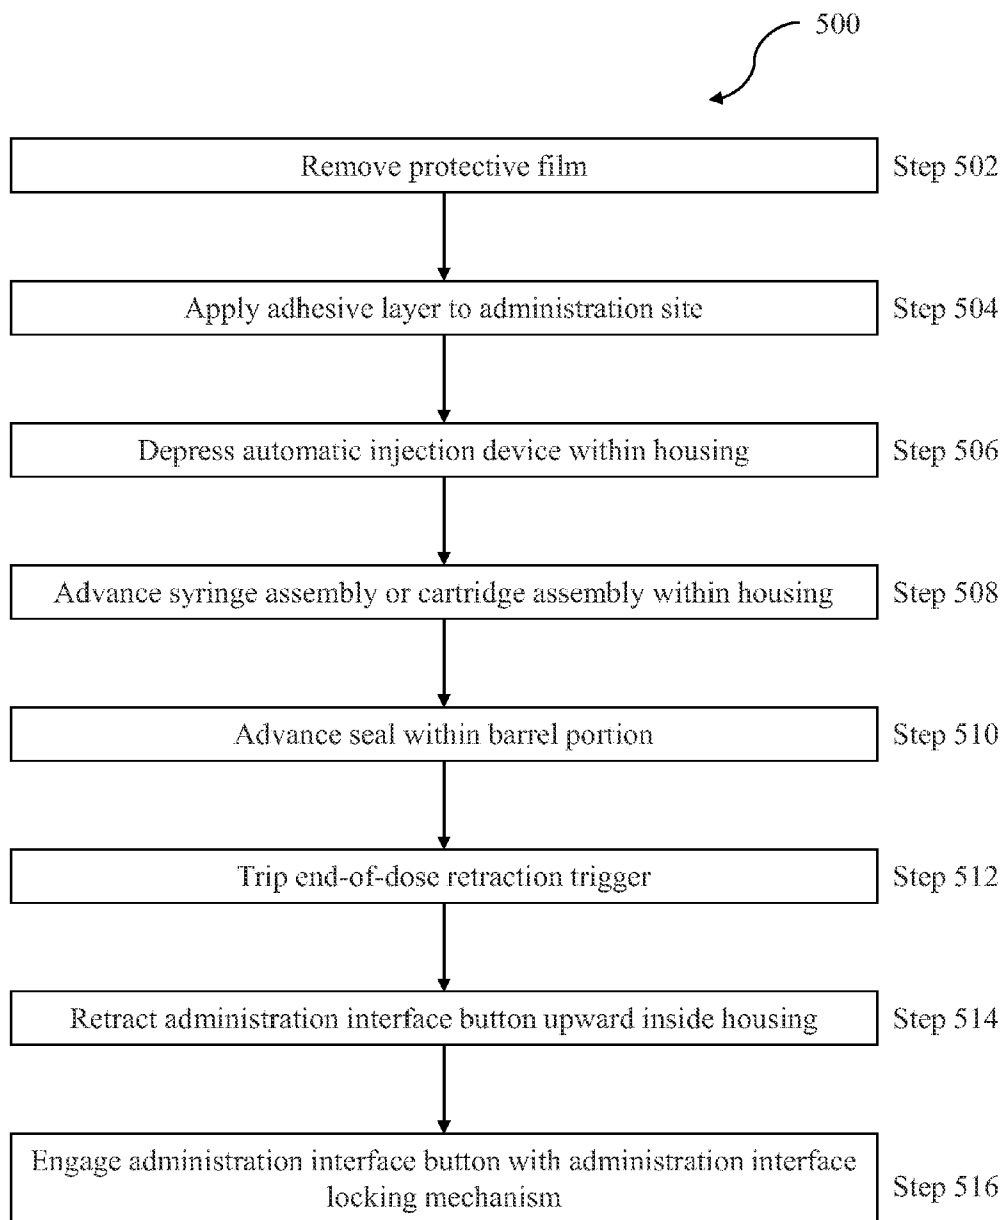 500
Remove protective film Step 502
Apply adhesive layer to administration site Step 504
Depress automatic injection device within housing Step 506
Advance syringe assembly or cartridge assembly within housing Step 508
Advance seal within barrel portion Step 510
Trip end-of-dose retraction trigger Step 512
Retract administration interface button upward inside housing Step 514
Engage administration interface button with administration interface
locking mechanism Step 516